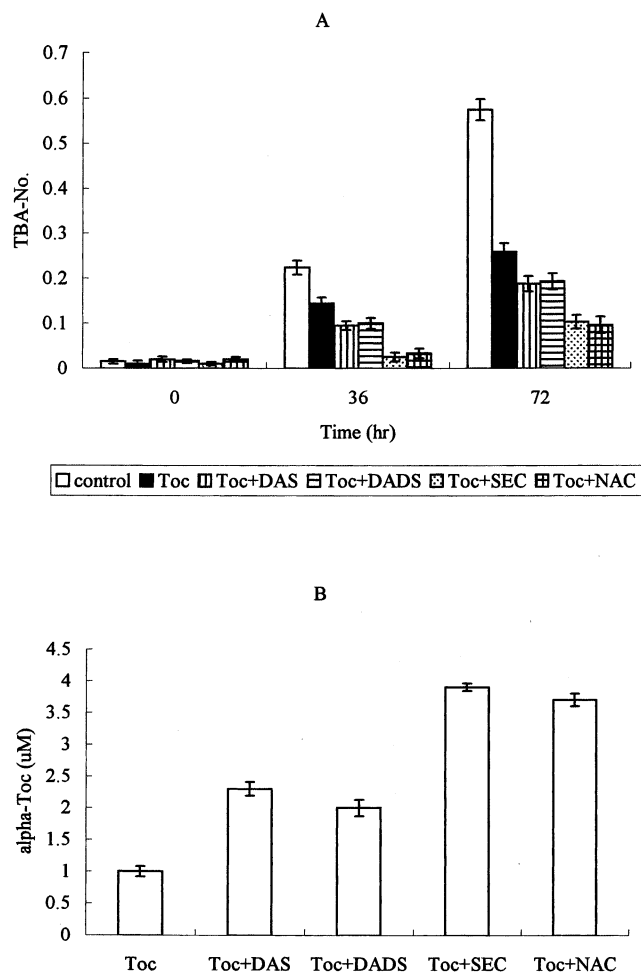 A
0.7
0.6
0.5
0.4
0.3
0.2
0.1
0
TBA-No.
0 36 72
Time (hr)
control Toc Toc+DAS Toc+DADS Toc+SEC Toc+NAC
B
4.5
4
3.5
3
2.5
2
1.5
1
0.5
0
alpha-Toc (uM)
Toc Toc+DAS Toc+DADS Toc+SEC Toc+NAC